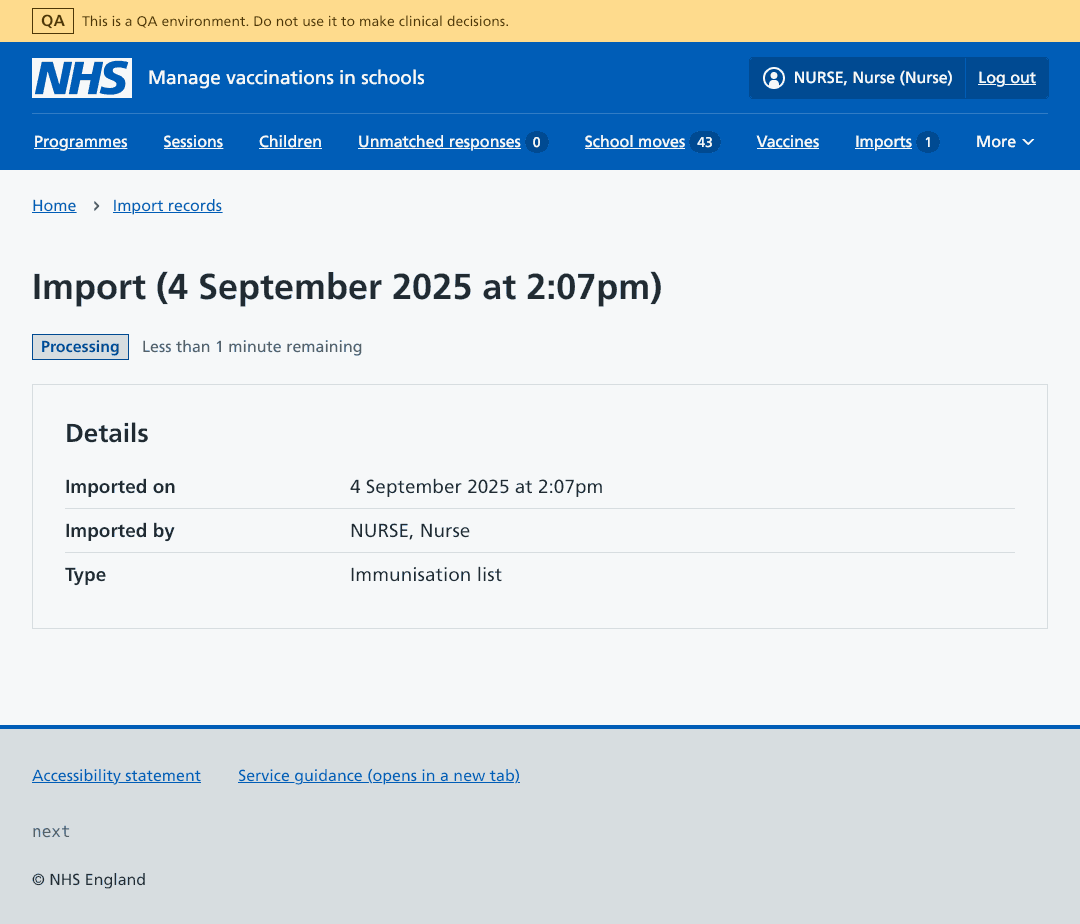 QA This is a QA environment. Do not use it to make clinical decisions.
NHS Manage vaccinations in schools NURSE, Nurse (Nurse) Log out
Programmes Sessions Children Unmatched responses 0 School moves 43 Vaccines Imports 1 More
Home Import records
Import (4 September 2025 at 2:07pm)
Processing Less than 1 minute remaining
Details
Imported on 4 September 2025 at 2:07pm
Imported by NURSE, Nurse
Type Immunisation list
Accessibility statement Service guidance (opens in a new tab)
next
© NHS England